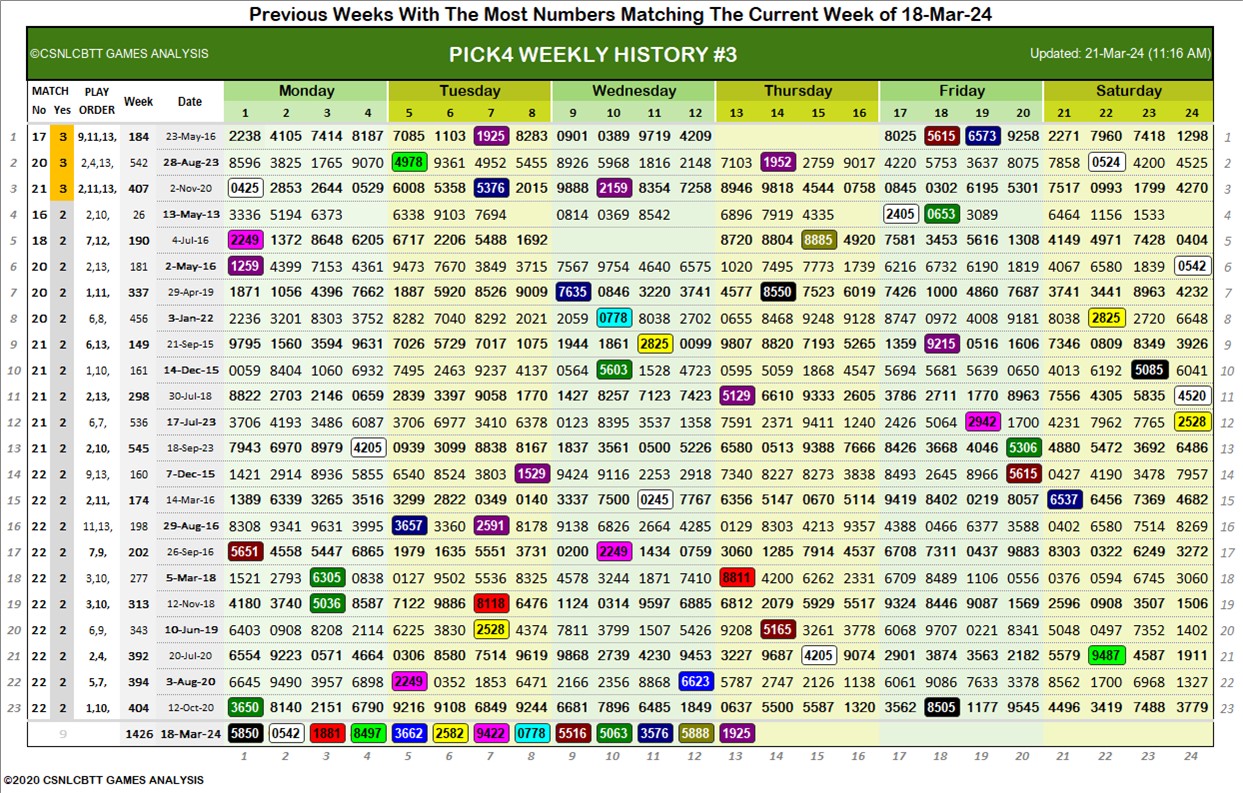 Previous Weeks With The Most Numbers Matching The Current Week of 18-Mar-24
©CSNLCBTT GAMES ANALYSIS PICK4 WEEKLY HISTORY #3 Updated: 21-Mar-24 (11:16 AM)
MATCH PLAY Week Date Monday Tuesday Wednesday Thursday Friday Saturday
No Yes ORDER 1 2 3 4 5 6 7 8 9 10 11 12 13 14 15 16 17 18 19 20 21 22 23 24
1 17 3 9,11,13, 184 23-May-16 2238 4105 7414 8187 7085 1103 1925 8283 0901 0389 9719 4209 8025 5615 6573 9258 2271 7960 7418 1298 1
2 20 3 2,4,13, 542 28-Aug-23 8596 3825 1765 9070 4978 9361 4952 5455 8926 5968 1816 2148 7103 1952 2759 9017 4220 5753 3637 8075 7858 0524 4200 4525 2
3 21 3 2,11,13, 407 2-Nov-20 0425 2853 2644 0529 6008 5358 5376 2015 9888 2159 8354 7258 8946 9818 4544 0758 0845 0302 6195 5301 7517 0993 1799 4270 3
4 16 2 2,10, 26 13-May-13 3336 5194 6373 6338 9103 7694 0814 0369 8542 6896 7919 4335 2405 0653 3089 6464 1156 1533 4
5 18 2 7,12, 190 4-Jul-16 2249 1372 8648 6205 6717 2206 5488 1692 8720 8804 8885 4920 7581 3453 5616 1308 4149 4971 7428 0404 5
6 20 2 2,13, 181 2-May-16 1259 4399 7153 4361 9473 7670 3849 3715 7567 9754 4640 6575 1020 7495 7773 1739 6216 6732 6190 1819 4067 6580 1839 0542 6
7 20 2 1,11, 337 29-Apr-19 1871 1056 4396 7662 1887 5920 8526 9009 7635 0846 3220 3741 4577 8550 7523 6019 7426 1000 4860 7687 3741 3441 8963 4232 7
8 20 2 6,8, 456 3-Jan-22 2236 3201 8303 3752 8282 7040 8292 2021 2059 0778 8038 2702 0655 8468 9248 9128 8747 0972 4008 9181 8038 2825 2720 6648 8
9 21 2 6,13, 149 21-Sep-15 9795 1560 3594 9631 7026 5729 7017 1075 1944 1861 2825 0099 9807 8820 7193 5265 1359 9215 0516 1606 7346 0809 8349 3926 9
10 21 2 1,10, 161 14-Dec-15 0059 8404 1060 6932 7495 2463 9237 4137 0564 5603 1528 4723 0595 5059 1868 4547 5694 5681 5639 0650 4013 6192 5085 6041 10
11 21 2 2,13, 298 30-Jul-18 8822 2703 2146 0659 2839 3397 9058 1770 1427 8257 7123 7423 5129 6610 9333 2605 3786 2711 1770 8963 7556 4305 5835 4520 11
12 21 2 6,7, 536 17-Jul-23 3706 4193 3486 6087 3706 6977 3410 6378 9123 8395 3537 1358 7591 2371 9411 1240 2426 5064 2942 1700 4231 7962 7765 2528 12
13 21 2 2,10, 545 18-Sep-23 7943 6970 8979 4205 0939 3099 8838 8167 1837 3561 0500 5226 6580 0513 9388 7666 8426 3668 4046 5306 4880 5472 3692 6486 13
14 22 2 9,13, 160 7-Dec-15 1421 2914 8165 5855 6540 8524 3803 1529 9424 9116 2253 2918 7340 8227 8273 3838 8493 2645 5966 5615 0427 4190 3478 7957 14
15 22 2 2,11, 174 14-Mar-16 1389 6339 3265 3516 3299 2822 0349 0140 3337 7500 0245 7767 6356 5147 0670 5114 9419 8402 0219 8057 6537 6456 7369 4682 15
16 22 2 11,13, 198 29-Aug-16 8308 9341 9631 3995 3657 3360 2591 8178 9138 6826 2664 4285 0129 8303 4213 9357 4388 0466 6377 3588 0402 6580 7514 8269 16
17 22 2 7,9, 202 26-Sep-16 5651 4558 5447 6865 1979 1635 5551 3731 0200 2249 1434 0759 3060 1285 7914 4537 6708 7311 0437 9883 8303 0322 6249 3272 17
18 22 2 3,10, 277 5-Mar-18 1521 2793 6305 0838 0127 9502 5536 8325 4578 3244 1871 7410 8811 4200 6262 2331 6709 8489 1106 0556 0376 0594 6745 3060 18
19 22 2 3,10, 313 12-Nov-18 4180 3740 5036 8587 7122 9886 8118 6476 1124 0314 9597 6885 6812 2079 5929 5517 9324 8446 9087 1569 2596 0908 3507 1506 19
20 22 2 6,9, 343 10-Jun-19 6403 0908 8208 2114 6225 3830 2528 4374 7811 3799 1507 5426 9208 5165 3261 3778 6068 9707 0221 8341 5048 0497 7352 1402 20
21 22 2 2,4, 392 20-Jul-20 6554 9223 0571 4664 0306 8580 7514 9619 9868 2739 4230 9453 3227 9687 4205 9074 2901 3874 3563 2182 5579 9487 4587 1911 21
22 22 2 5,7, 394 3-Aug-20 6645 9490 3957 6898 2249 0352 1853 6471 2166 2356 8868 6623 5787 2747 2126 1138 6061 9086 7633 3378 8562 1700 6968 1327 22
23 22 2 1,10, 404 12-Oct-20 3650 8140 2151 6790 9216 9108 6849 9244 6681 7896 6485 1849 0637 5500 5587 1320 3562 8505 1177 9545 4496 3419 7488 3779 23
9 1426 18-Mar-24 5850 0542 1881 8497 3662 2582 9422 0778 5516 5063 3576 5888 1925
1 2 3 4 5 6 7 8 9 10 11 12 13 14 15 16 17 18 19 20 21 22 23 24
©2020 CSNLCBTT GAMES ANALYSIS